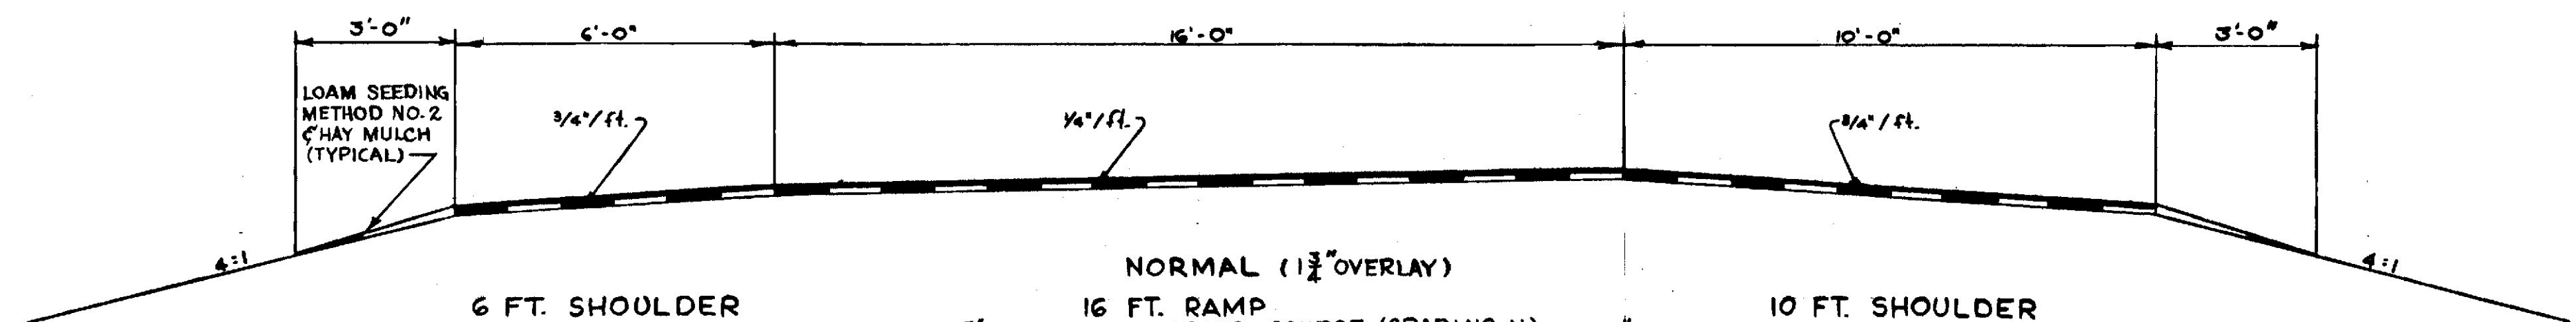 3'-0" 6'-0" 16'-0" 10'-0" 3'-0"
LOAM SEEDING
METHOD NO. 2
& HAY MULCH
(TYPICAL)
3/4"/ft. 1/4"/ft. 3/4"/ft.
4:1 4:1
NORMAL (1 3/4" OVERLAY)
6 FT. SHOULDER 16 FT. RAMP 10 FT. SHOULDER